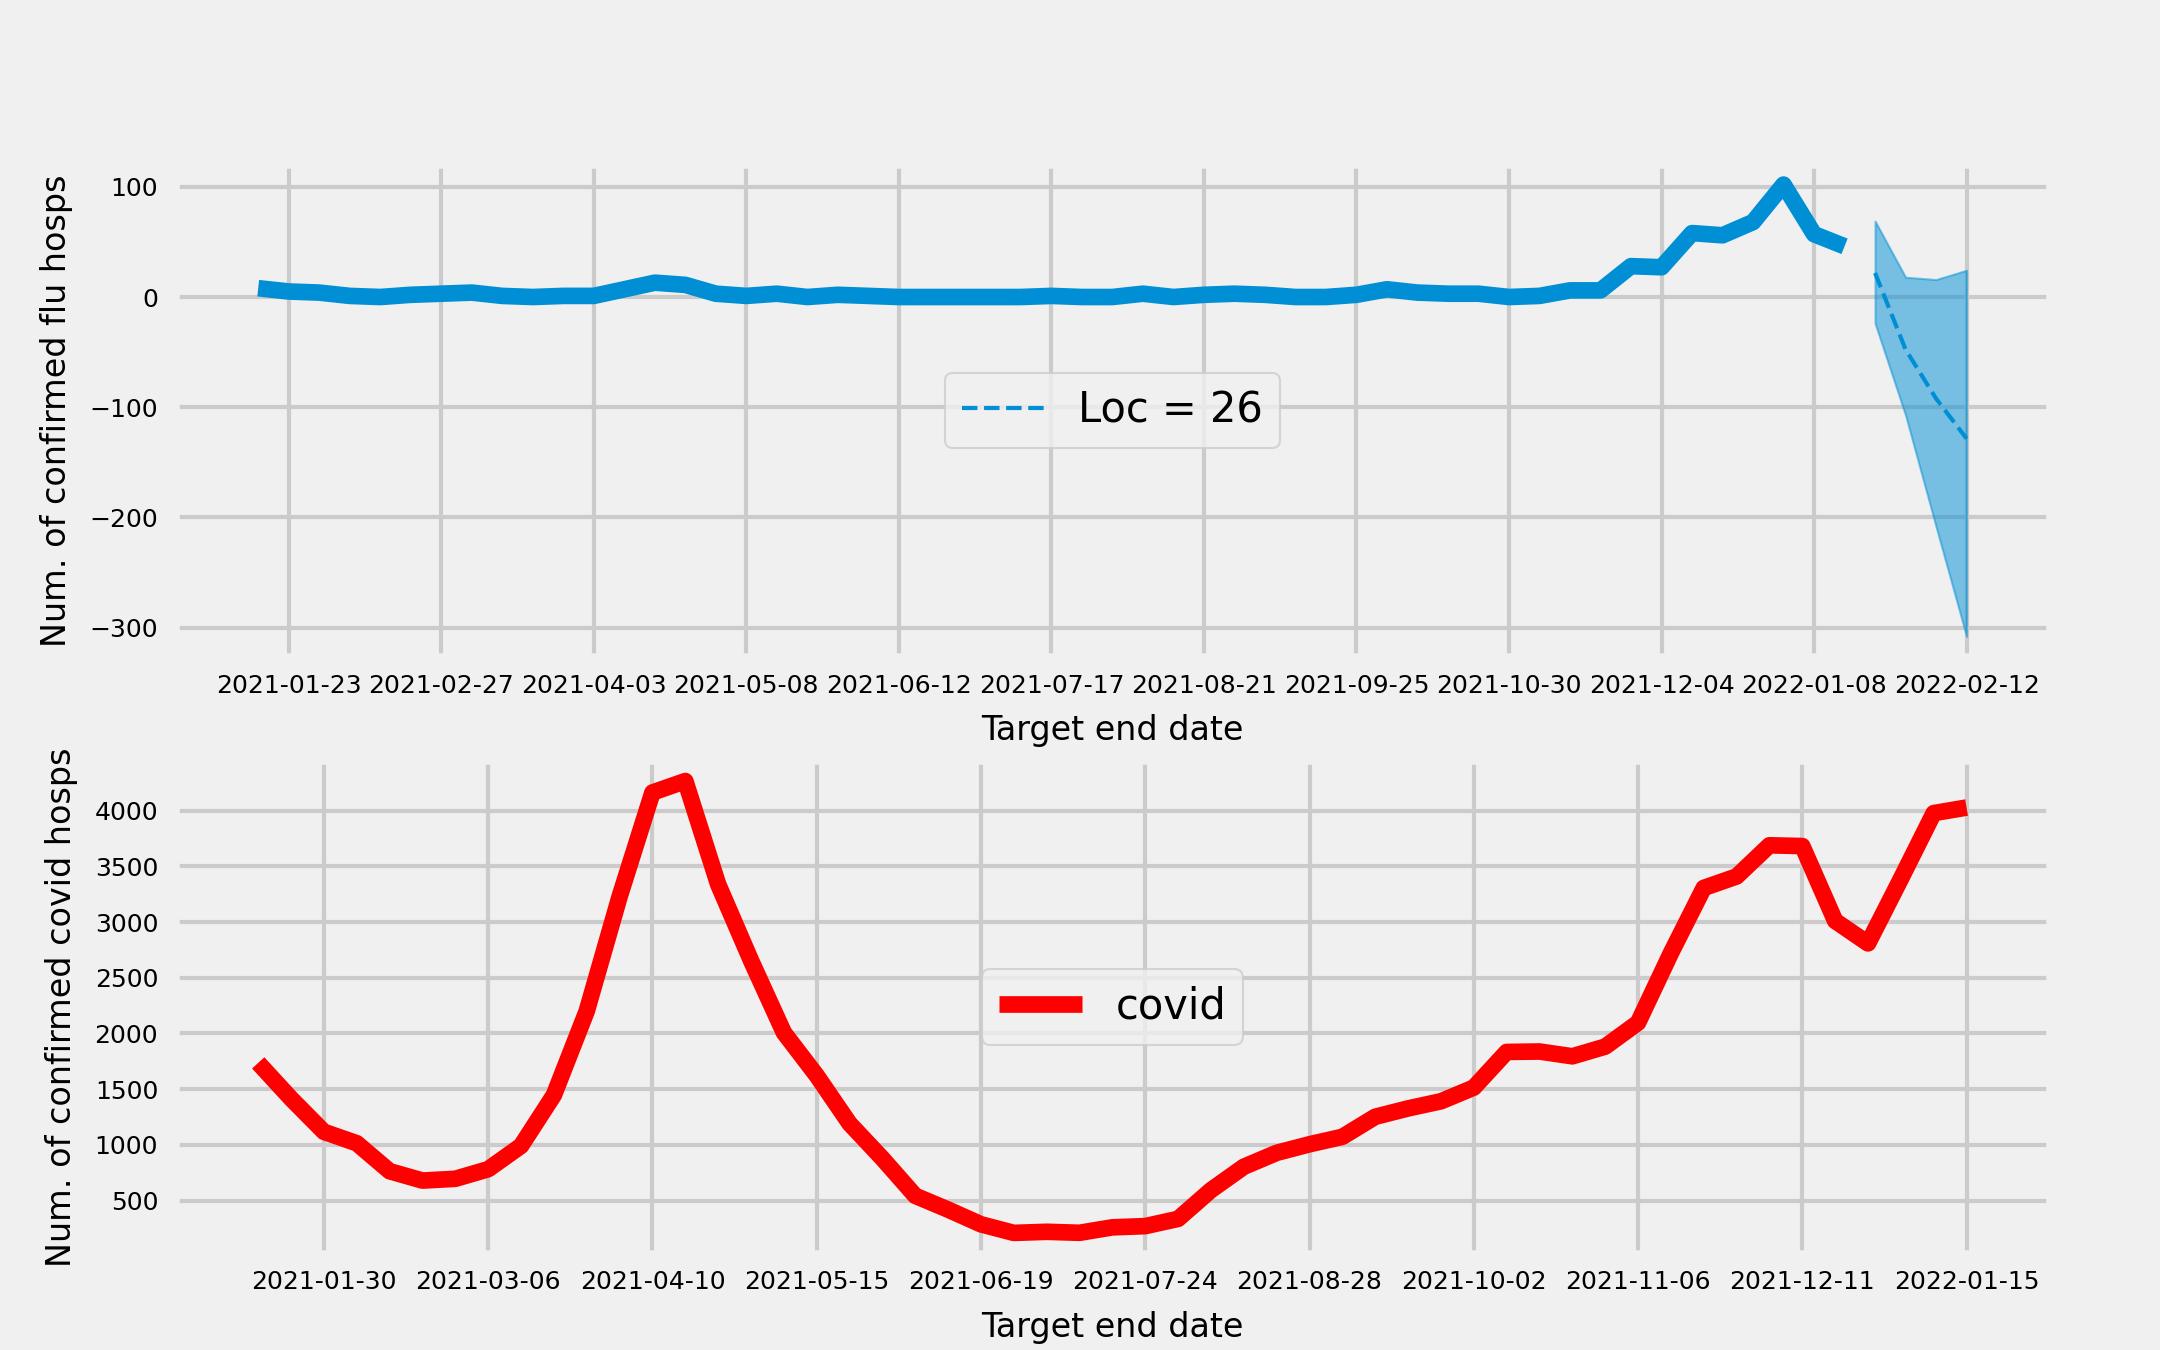 Num. of confirmed flu hosps
100
0
−100
−200
−300
Loc = 26
2021-01-23 2021-02-27 2021-04-03 2021-05-08 2021-06-12 2021-07-17 2021-08-21 2021-09-25 2021-10-30 2021-12-04 2022-01-08 2022-02-12
Target end date
Num. of confirmed covid hosps
4000
3500
3000
2500
2000
1500
1000
500
covid
2021-01-30 2021-03-06 2021-04-10 2021-05-15 2021-06-19 2021-07-24 2021-08-28 2021-10-02 2021-11-06 2021-12-11 2022-01-15
Target end date